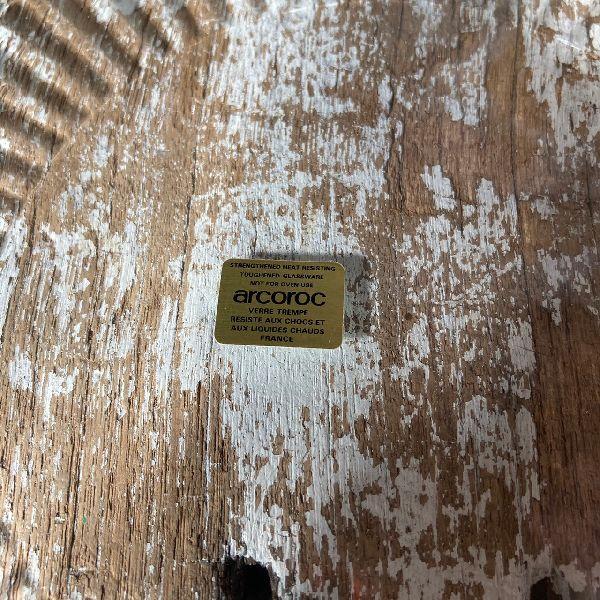 STRENGTHENED HEAT RESISTING
TOUGHENED GLASSWARE
NOT FOR OVEN USE
arcoroc
VERRE TREMPE
RESISTE AUX CHOCS ET
AUX LIQUIDES CHAUDS
FRANCE